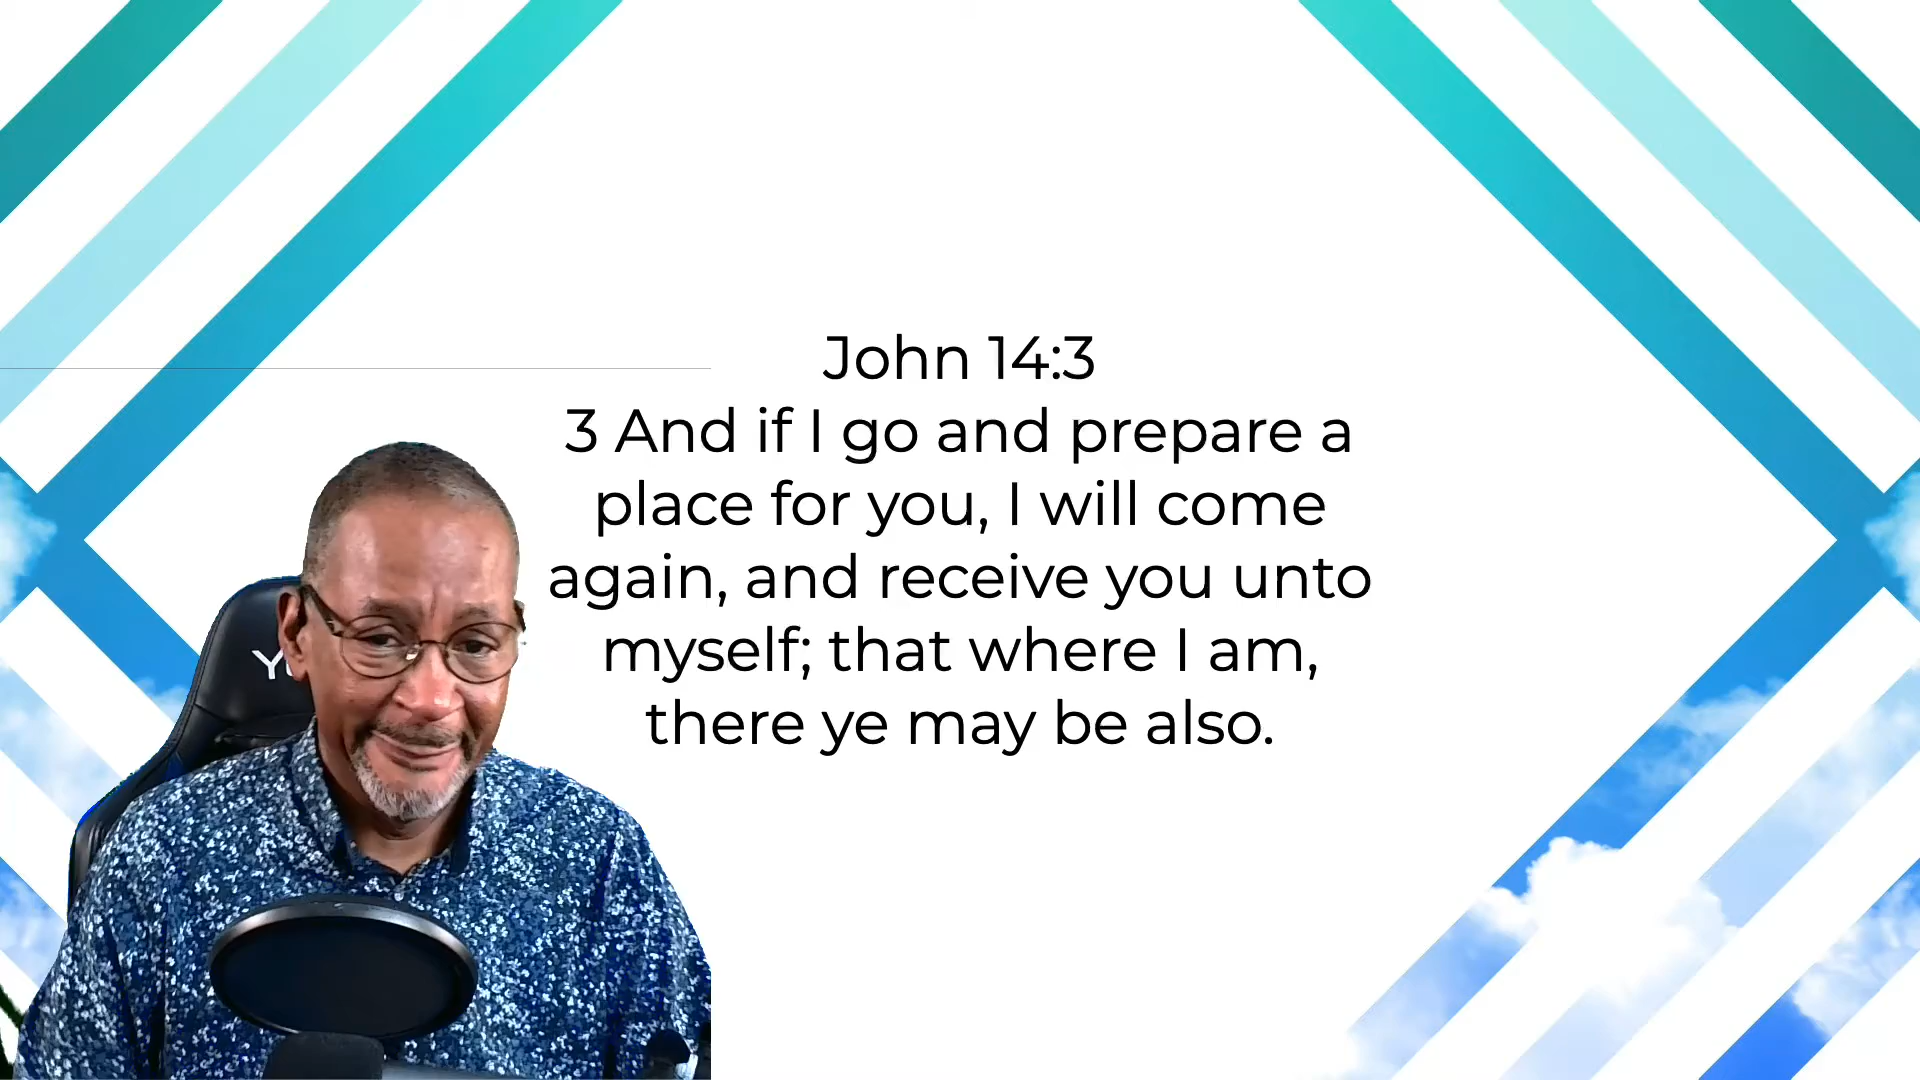 John 14:3
3 And if I go and prepare a
place for you, I will come
again, and receive you unto
myself; that where I am,
there ye may be also.